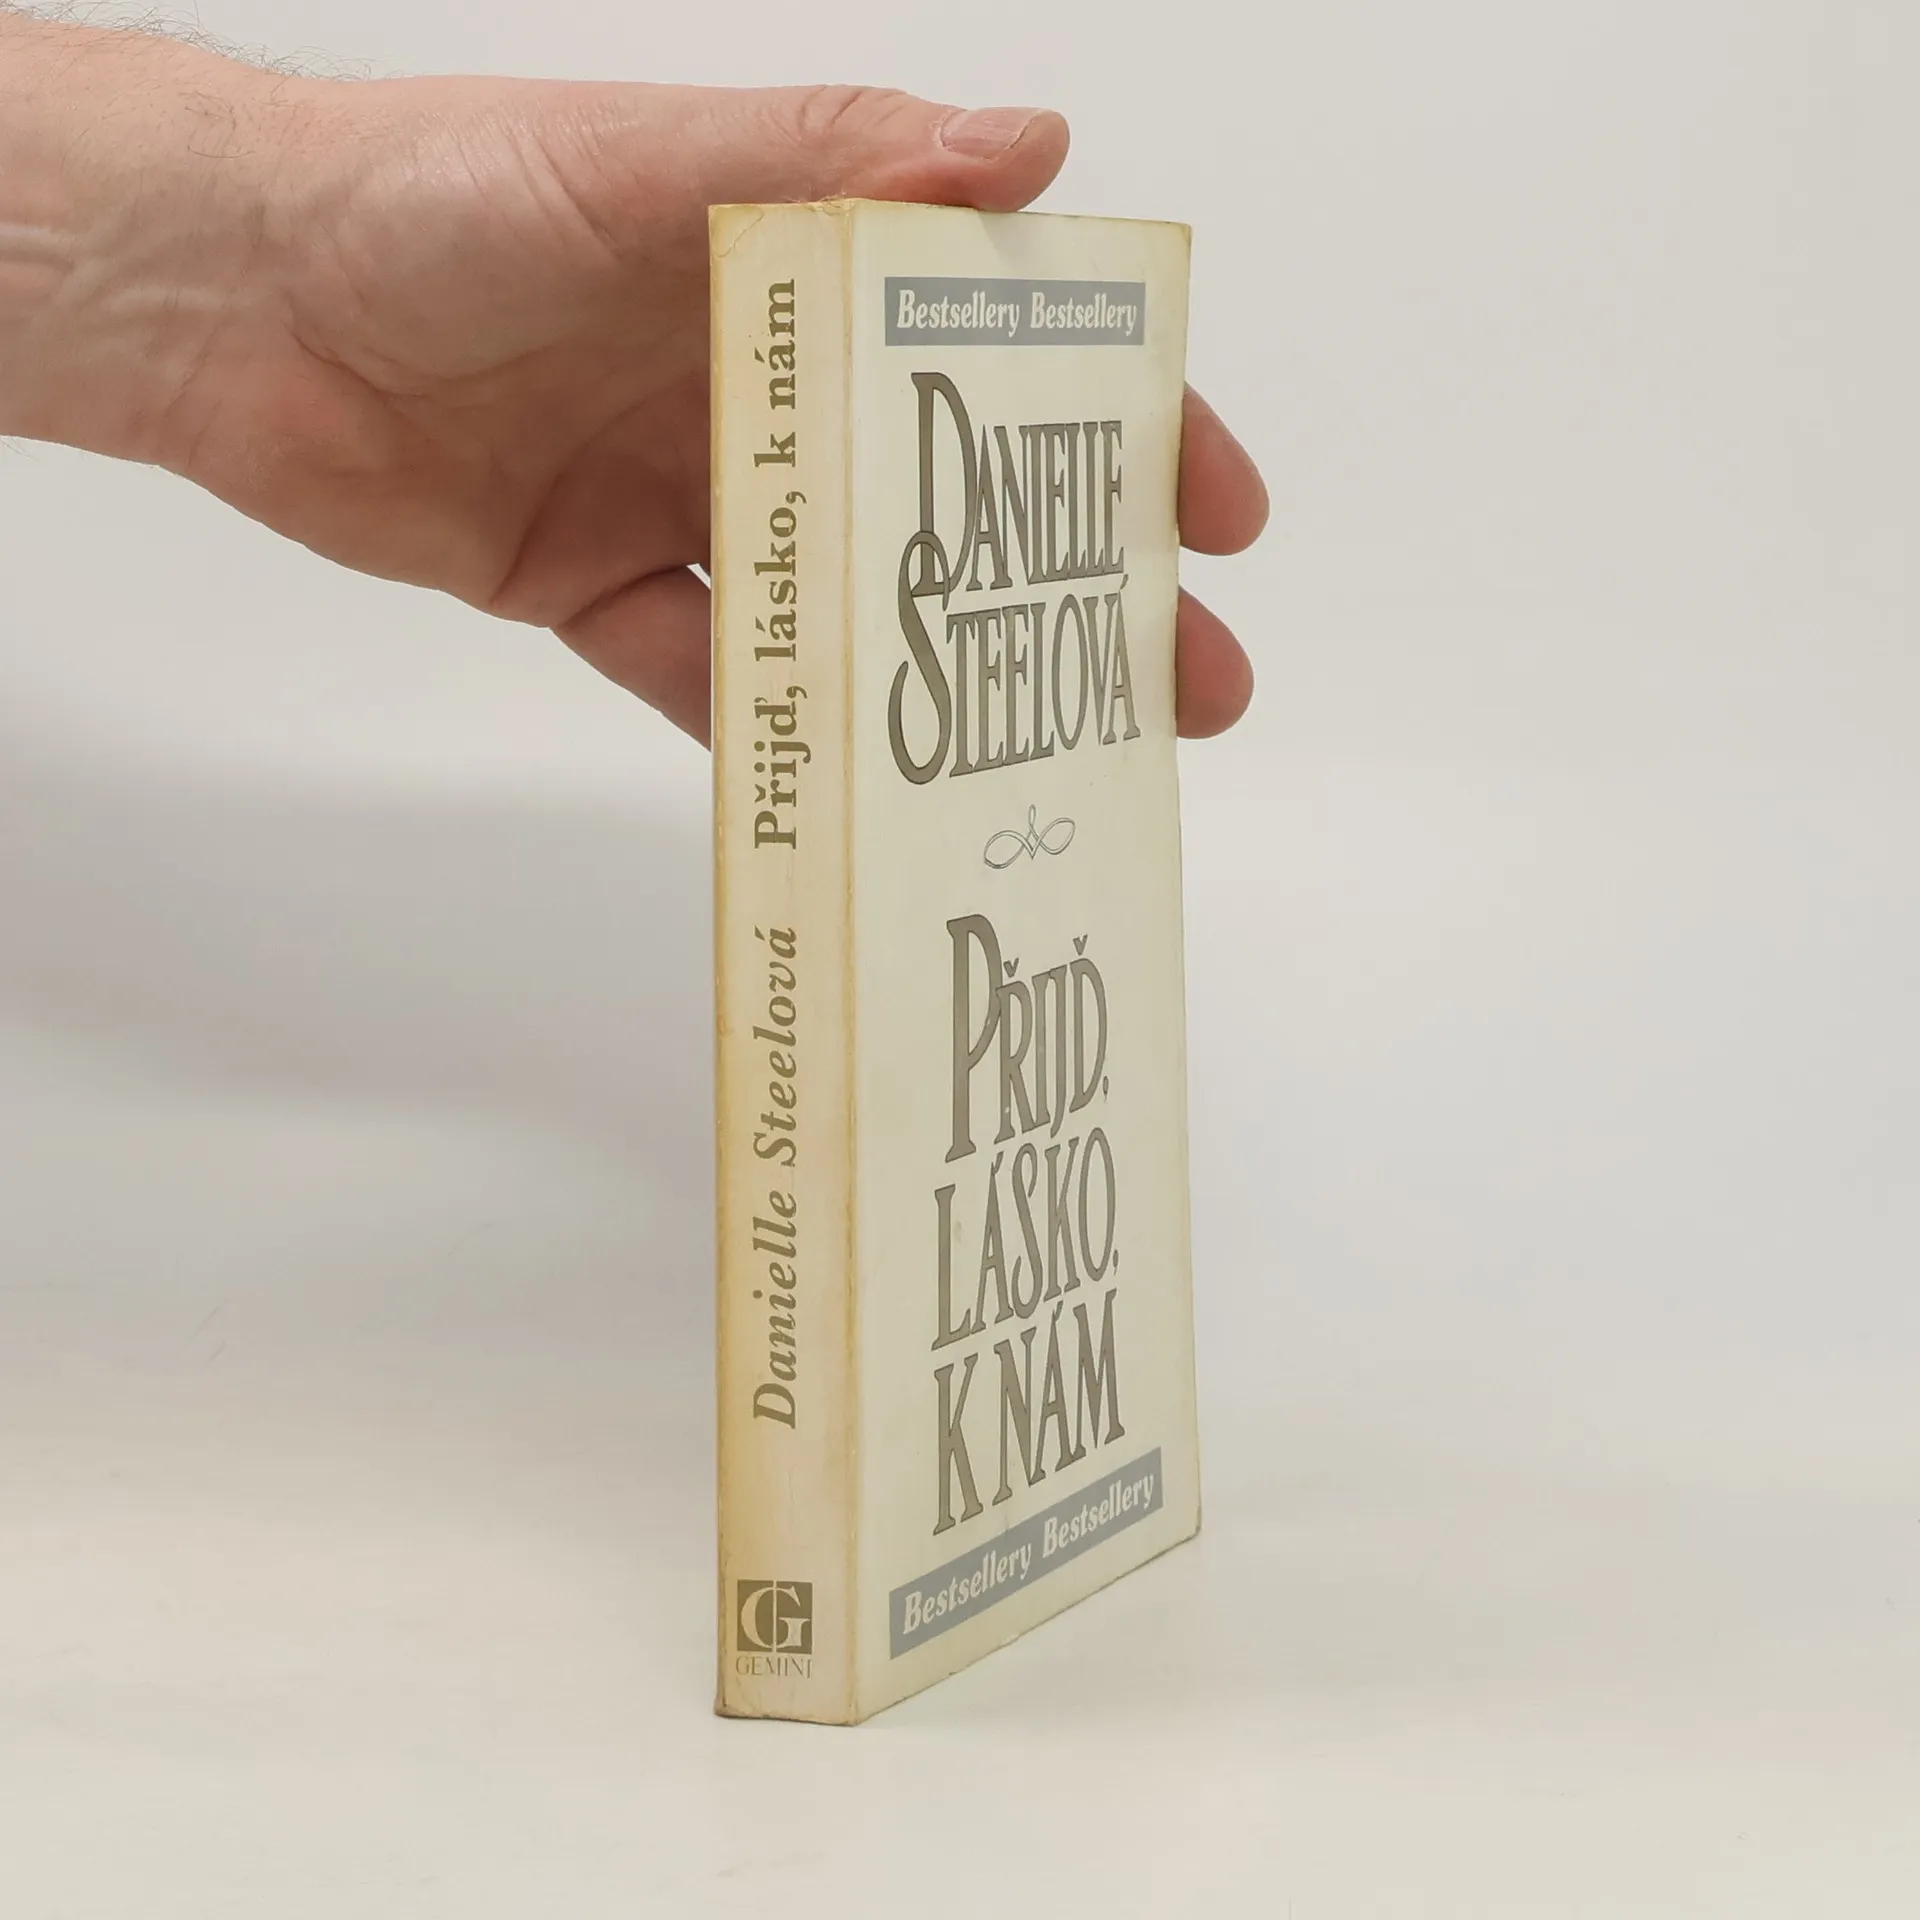 Danielle Steelová Přijď, lásko, k nám
G
GEMINI
Bestsellery Bestsellery
DANIELLE
STEELOVÁ
PŘIJĎ,
LÁSKO,
K NÁM
Bestsellery Bestsellery